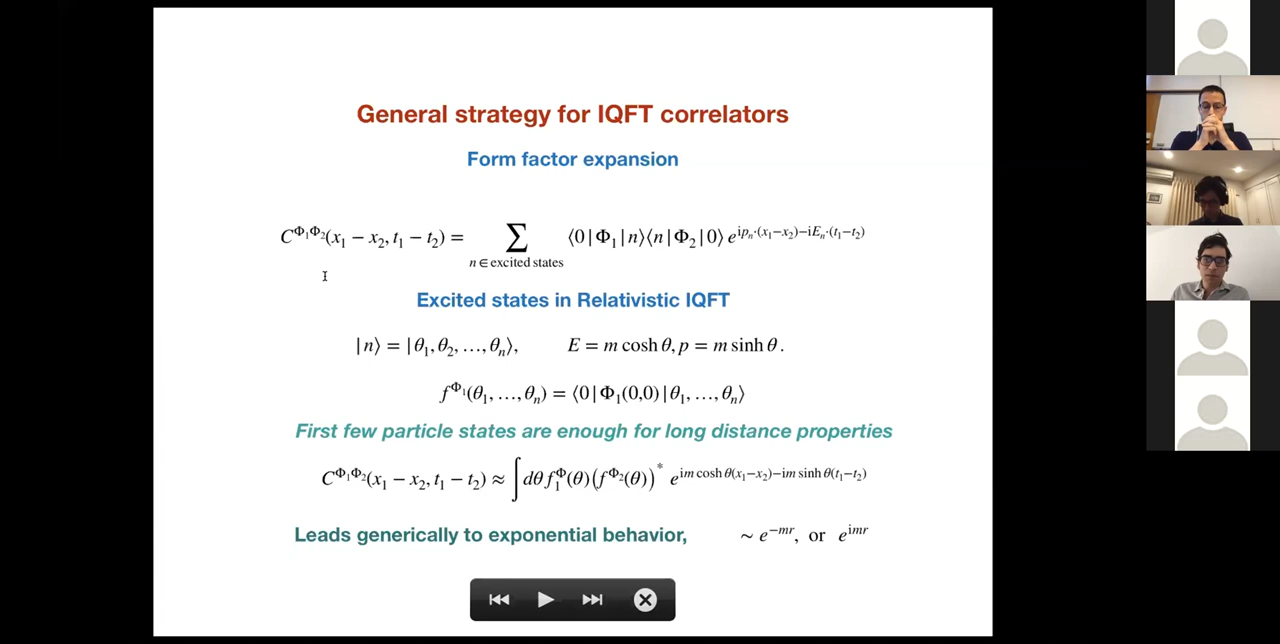 General strategy for IQFT correlators
Form factor expansion
C^{Φ₁Φ₂}(x₁ − x₂, t₁ − t₂) = ∑_{n ∈ excited states} ⟨0|Φ₁|n⟩⟨n|Φ₂|0⟩ e^{ip_n·(x₁−x₂)−iE_n·(t₁−t₂)}
Excited states in Relativistic IQFT
|n⟩ = |θ₁, θ₂, …, θₙ⟩, E = m cosh θ, p = m sinh θ.
f^{Φ₁}(θ₁, …, θₙ) = ⟨0|Φ₁(0,0)|θ₁, …, θₙ⟩
First few particle states are enough for long distance properties
C^{Φ₁Φ₂}(x₁ − x₂, t₁ − t₂) ≈ ∫ dθ f₁^Φ(θ) (f^{Φ₂}(θ))^* e^{im cosh θ(x₁−x₂)−im sinh θ(t₁−t₂)}
Leads generically to exponential behavior, ∼ e^{−mr}, or e^{imr}